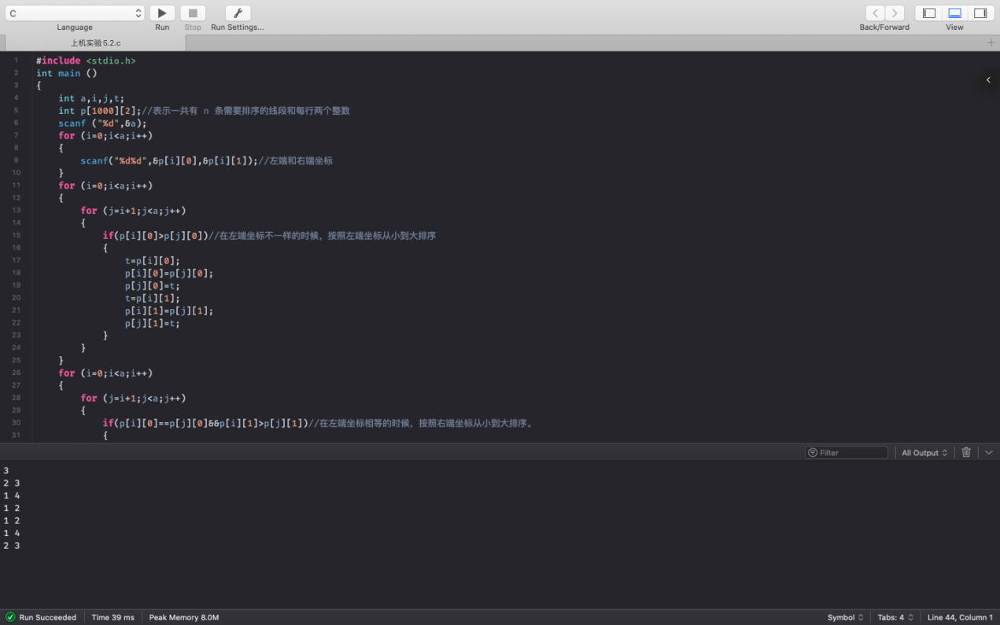 C
Language
Run
Stop
Run Settings...
Back/Forward
View
上机实验5.2.c
1 #include <stdio.h>
2 int main ()
3 {
4 int a,i,j,t;
5 int p[1000][2];//表示一共有 n 条需要排序的线段和每行两个整数
6 scanf ("%d",&a);
7 for (i=0;i<a;i++)
8 {
9 scanf("%d%d",&p[i][0],&p[i][1]);//左端和右端坐标
10 }
11 for (i=0;i<a;i++)
12 {
13 for (j=i+1;j<a;j++)
14 {
15 if(p[i][0]>p[j][0])//在左端坐标不一样的时候，按照左端坐标从小到大排序
16 {
17 t=p[i][0];
18 p[i][0]=p[j][0];
19 p[j][0]=t;
20 t=p[i][1];
21 p[i][1]=p[j][1];
22 p[j][1]=t;
23 }
24 }
25 }
26 for (i=0;i<a;i++)
27 {
28 for (j=i+1;j<a;j++)
29 {
30 if(p[i][0]==p[j][0]&&p[i][1]>p[j][1])//在左端坐标相等的时候，按照右端坐标从小到大排序。
31 {
Filter
All Output
3
2 3
1 4
1 2
1 2
1 4
2 3
Run Succeeded
Time 39 ms
Peak Memory 8.0M
Symbol
Tabs: 4
Line 44, Column 1